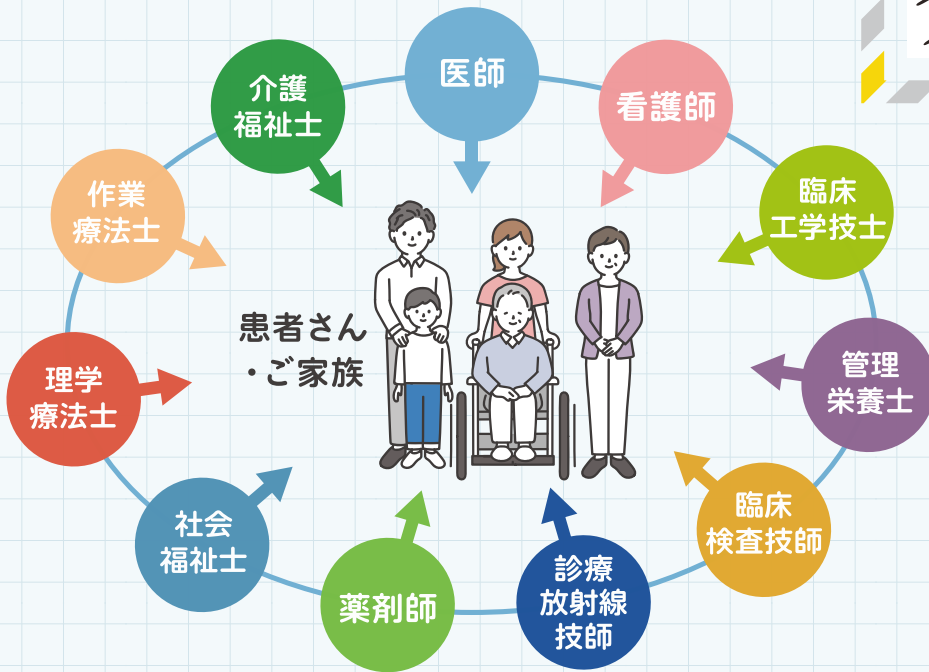 医師
看護師
臨床
工学技士
管理
栄養士
臨床
検査技師
診療
放射線
技師
薬剤師
社会
福祉士
理学
療法士
作業
療法士
介護
福祉士
患者さん
・ご家族